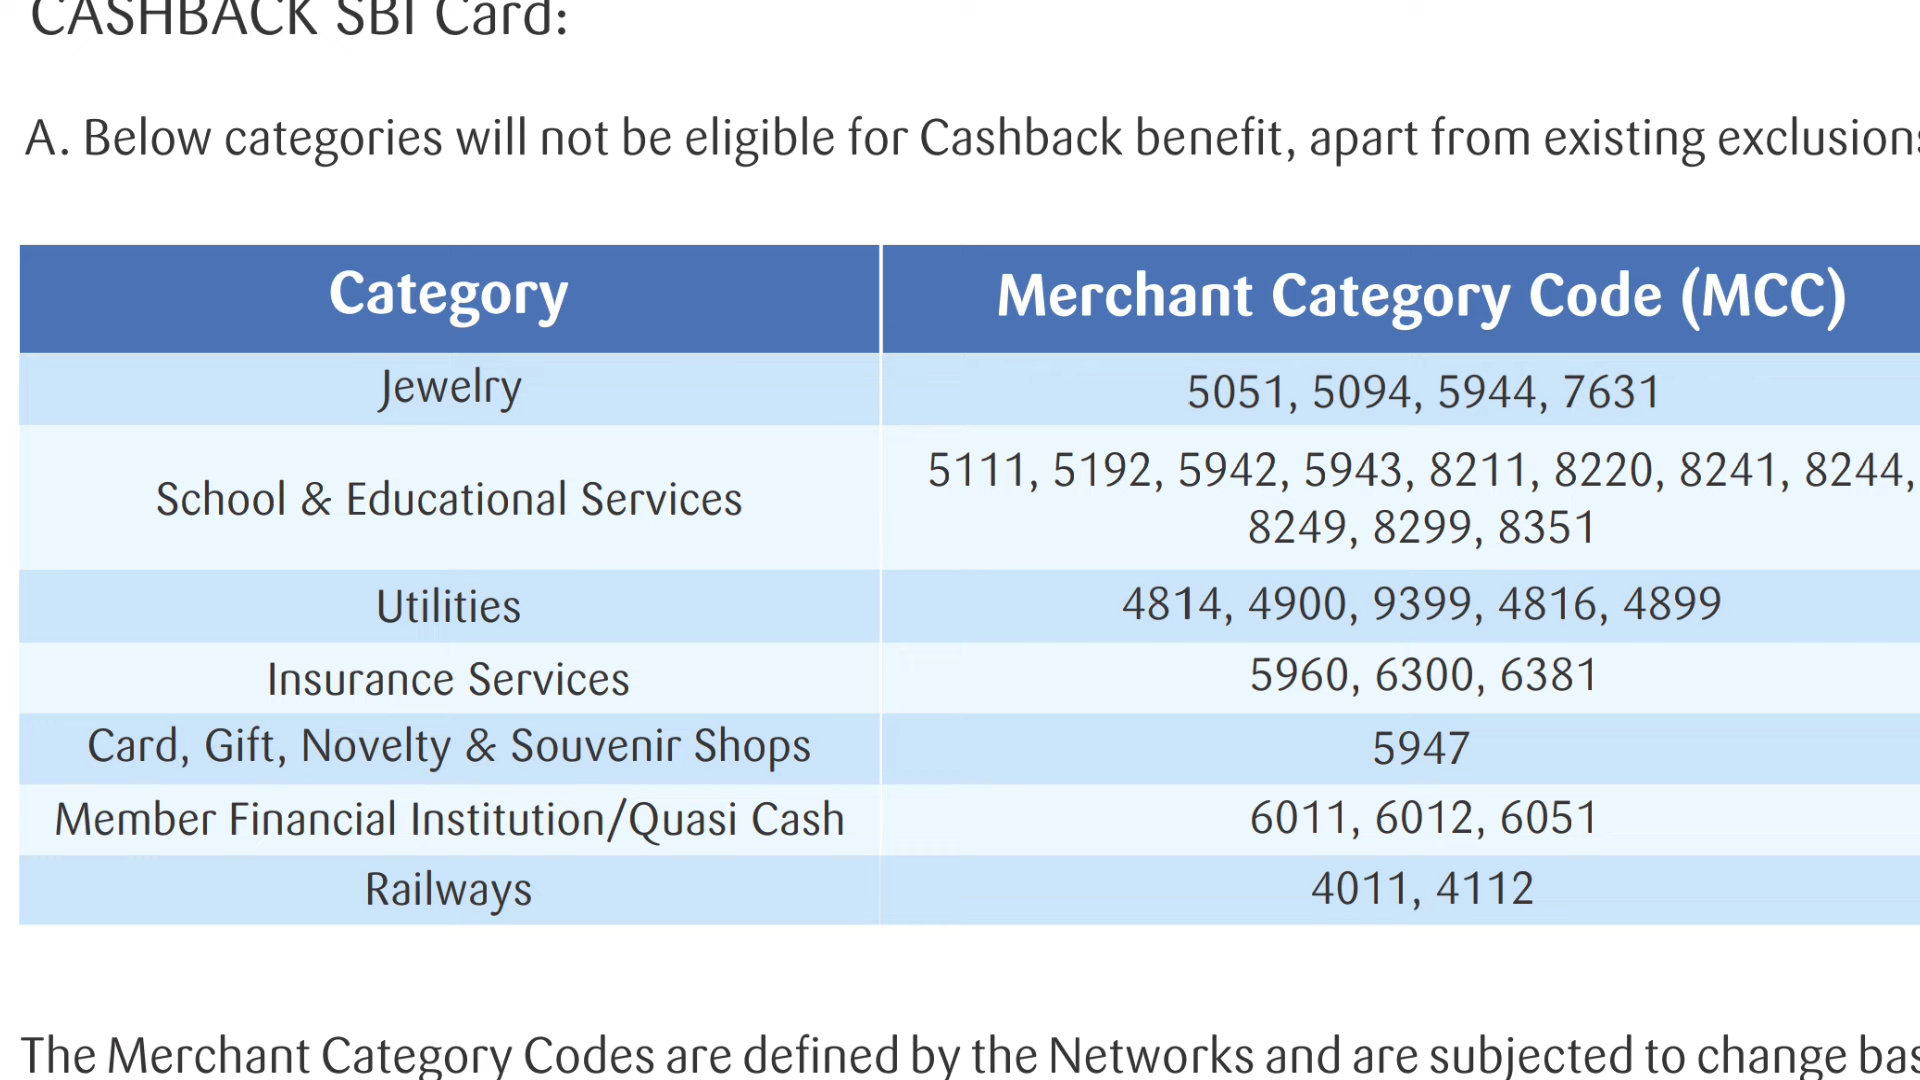 CASHBACK SBI Card:
A. Below categories will not be eligible for Cashback benefit, apart from existing exclusions
Category Merchant Category Code (MCC)
Jewelry 5051, 5094, 5944, 7631
School & Educational Services 5111, 5192, 5942, 5943, 8211, 8220, 8241, 8244,
8249, 8299, 8351
Utilities 4814, 4900, 9399, 4816, 4899
Insurance Services 5960, 6300, 6381
Card, Gift, Novelty & Souvenir Shops 5947
Member Financial Institution/Quasi Cash 6011, 6012, 6051
Railways 4011, 4112
The Merchant Category Codes are defined by the Networks and are subjected to change